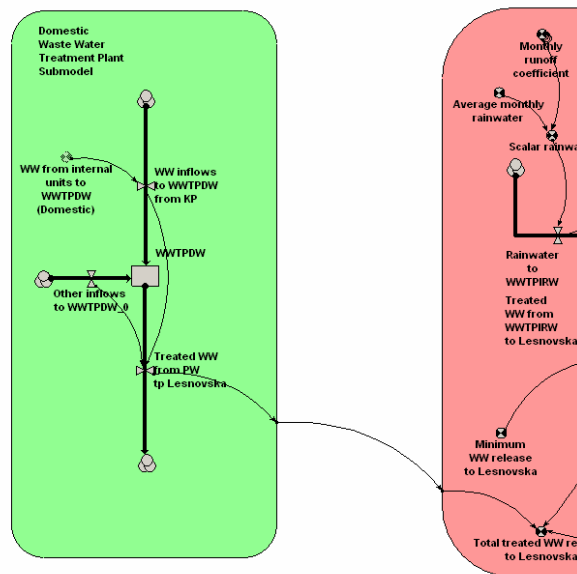 Domestic
Waste Water
Treatment Plant
Submodel
WW from internal
units to
WWTPDW
(Domestic)
WW inflows
to WWTPDW
from KP
WWTPDW
Other inflows
to WWTPDW_0
Treated WW
from PW
tp Lesnovska
Monthly
runoff
coefficient
Average monthly
rainwater
Scalar
Rainwater
to
WWTPIRW
Treated
WW from
WWTPIRW
to Lesnovska
Minimum
WW release
to Lesnovska
Total treated WW
to Lesnovska